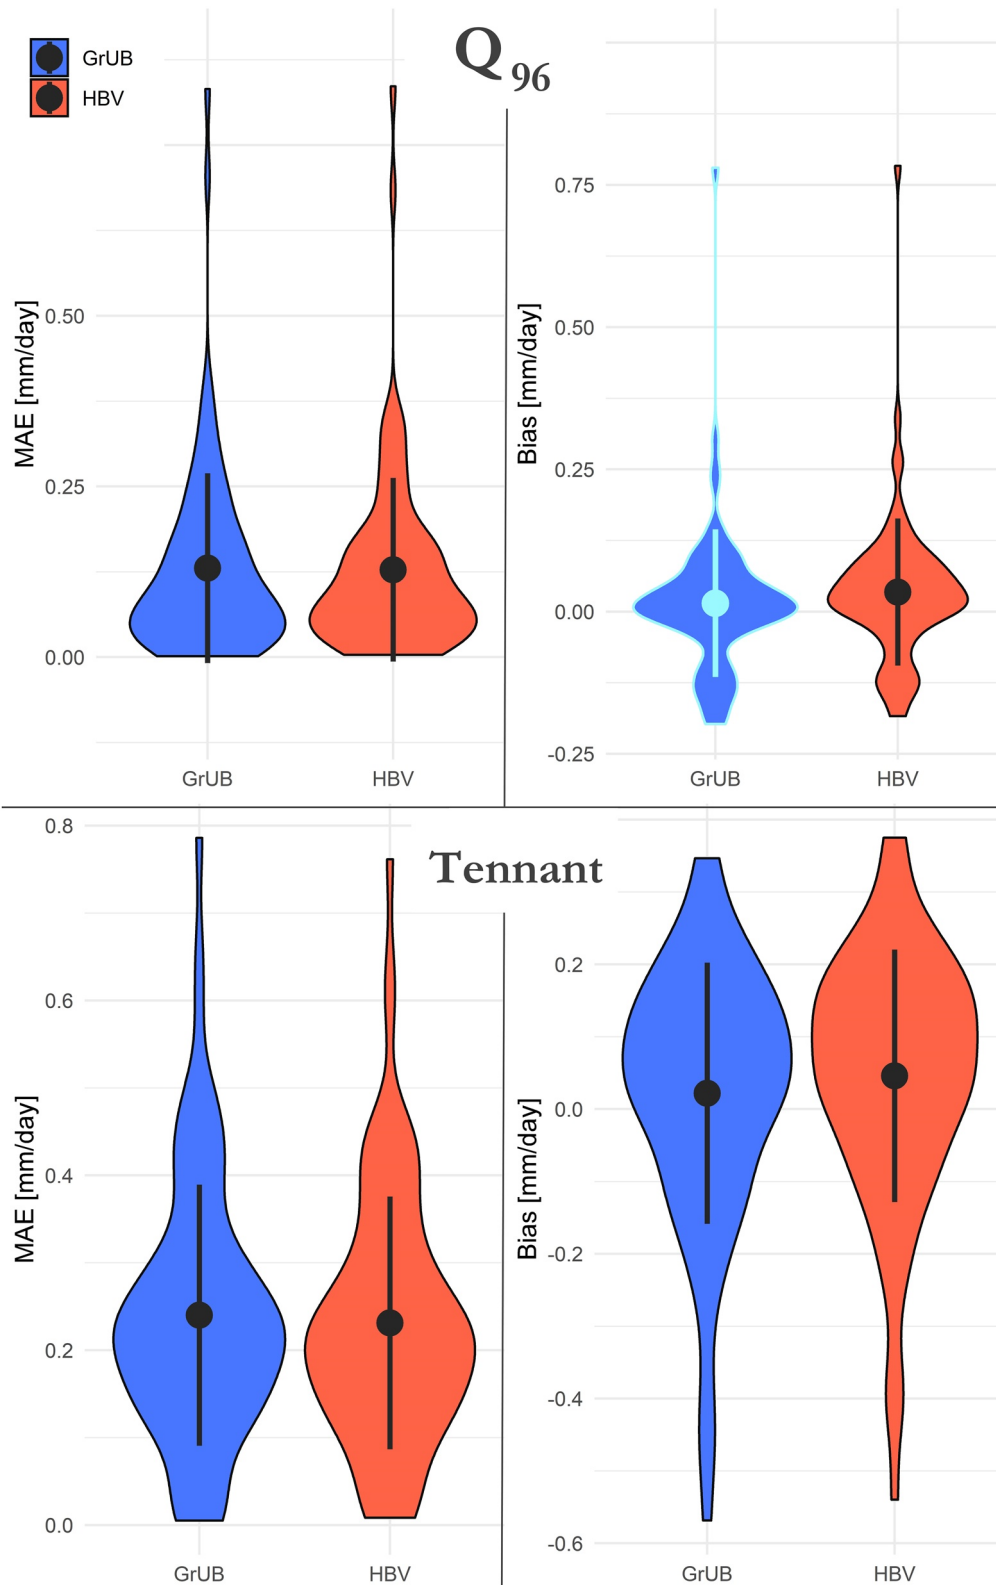 GrUB
HBV
Q96
MAE [mm/day]
0.50
0.25
0.00
GrUB
HBV
Bias [mm/day]
0.75
0.50
0.25
0.00
-0.25
GrUB
HBV
Tennant
MAE [mm/day]
0.8
0.6
0.4
0.2
0.0
GrUB
HBV
Bias [mm/day]
0.2
0.0
-0.2
-0.4
-0.6
GrUB
HBV